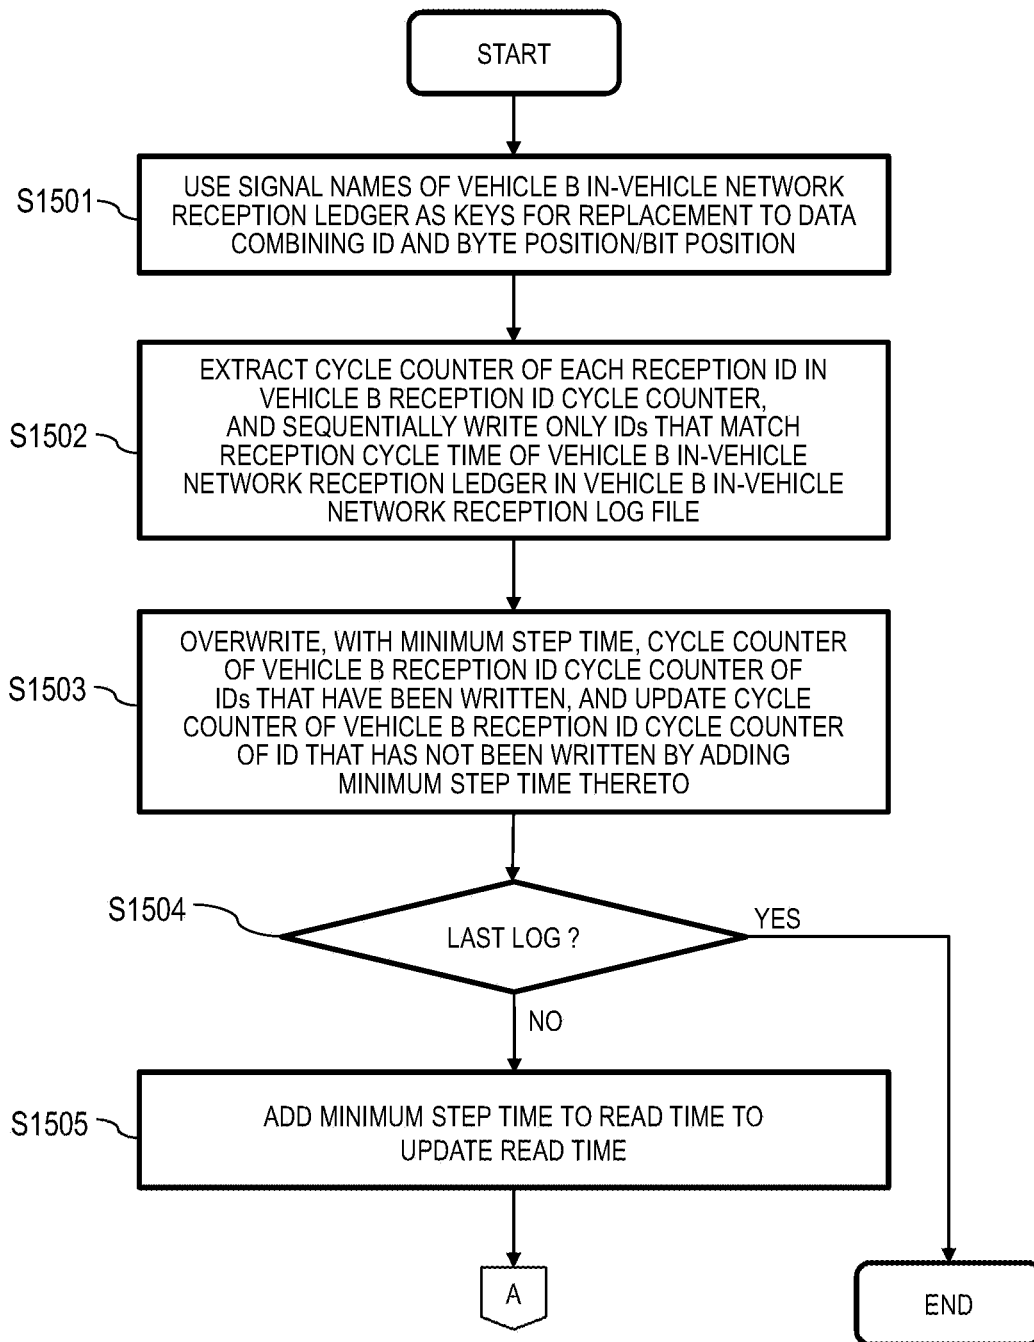 START
S1501
USE SIGNAL NAMES OF VEHICLE B IN-VEHICLE NETWORK
RECEPTION LEDGER AS KEYS FOR REPLACEMENT TO DATA
COMBINING ID AND BYTE POSITION/BIT POSITION
S1502
EXTRACT CYCLE COUNTER OF EACH RECEPTION ID IN
VEHICLE B RECEPTION ID CYCLE COUNTER,
AND SEQUENTIALLY WRITE ONLY IDs THAT MATCH
RECEPTION CYCLE TIME OF VEHICLE B IN-VEHICLE
NETWORK RECEPTION LEDGER IN VEHICLE B IN-VEHICLE
NETWORK RECEPTION LOG FILE
S1503
OVERWRITE, WITH MINIMUM STEP TIME, CYCLE COUNTER
OF VEHICLE B RECEPTION ID CYCLE COUNTER OF
IDs THAT HAVE BEEN WRITTEN, AND UPDATE CYCLE
COUNTER OF VEHICLE B RECEPTION ID CYCLE COUNTER
OF ID THAT HAS NOT BEEN WRITTEN BY ADDING
MINIMUM STEP TIME THERETO
S1504
LAST LOG ?
YES
NO
S1505
ADD MINIMUM STEP TIME TO READ TIME TO
UPDATE READ TIME
A
END